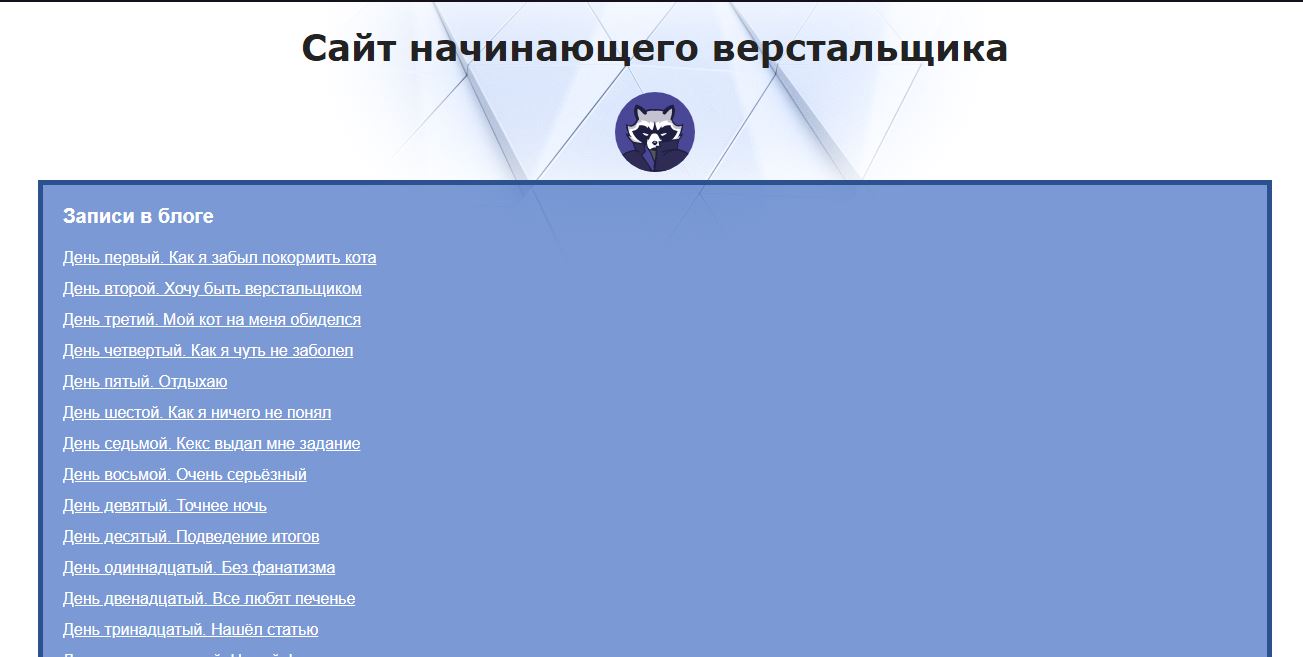 Сайт начинающего верстальщика
Записи в блоге
День первый. Как я забыл покормить кота
День второй. Хочу быть верстальщиком
День третий. Мой кот на меня обиделся
День четвертый. Как я чуть не заболел
День пятый. Отдыхаю
День шестой. Как я ничего не понял
День седьмой. Кекс выдал мне задание
День восьмой. Очень серьёзный
День девятый. Точнее ночь
День десятый. Подведение итогов
День одиннадцатый. Без фанатизма
День двенадцатый. Все любят печенье
День тринадцатый. Нашёл статью